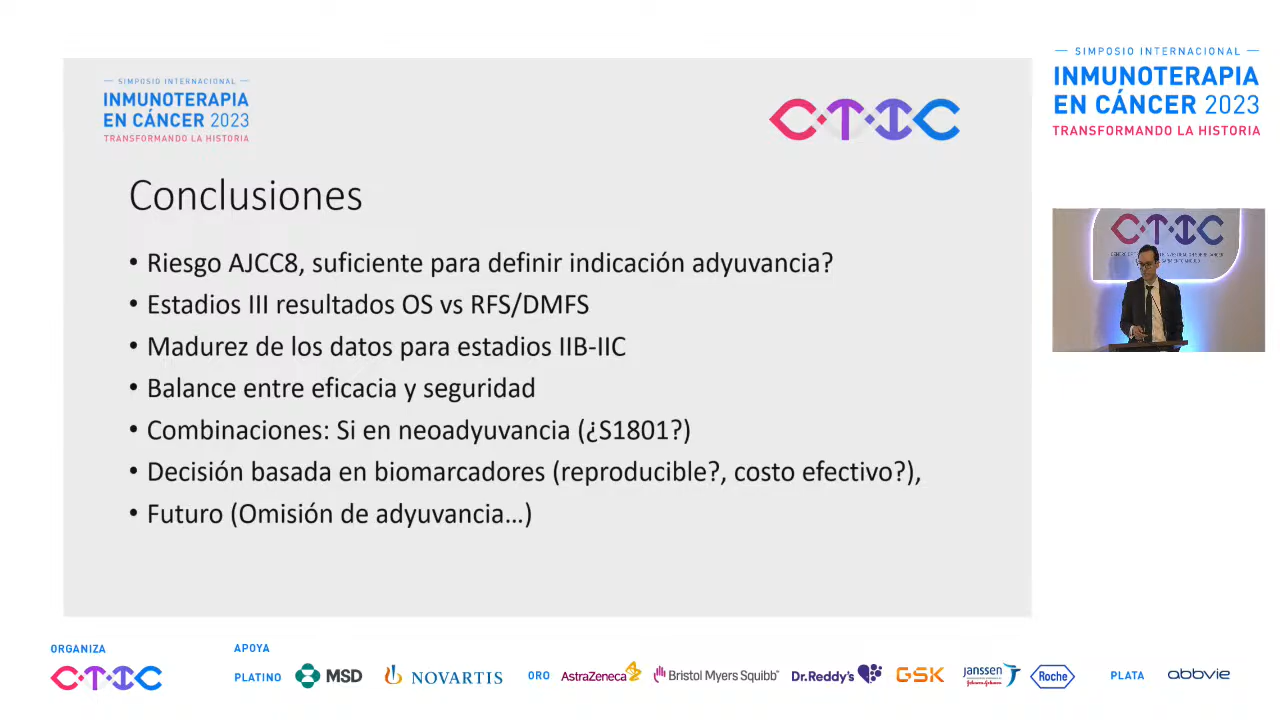 SIMPOSIO INTERNACIONAL
INMUNOTERAPIA
EN CÁNCER 2023
TRANSFORMANDO LA HISTORIA
CTIC
Conclusiones
• Riesgo AJCC8, suficiente para definir indicación adyuvancia?
• Estadios III resultados OS vs RFS/DMFS
• Madurez de los datos para estadios IIB-IIC
• Balance entre eficacia y seguridad
• Combinaciones: Si en neoadyuvancia (¿S1801?)
• Decisión basada en biomarcadores (reproducible?, costo efectivo?),
• Futuro (Omisión de adyuvancia...)
SIMPOSIO INTERNACIONAL
INMUNOTERAPIA
EN CÁNCER 2023
TRANSFORMANDO LA HISTORIA
CTIC
ORGANIZA
CTIC
APOYA
PLATINO
MSD
NOVARTIS
ORO
AstraZeneca
Bristol Myers Squibb
Dr.Reddy's
GSK
Janssen
Johnson & Johnson
Roche
PLATA
abbvie